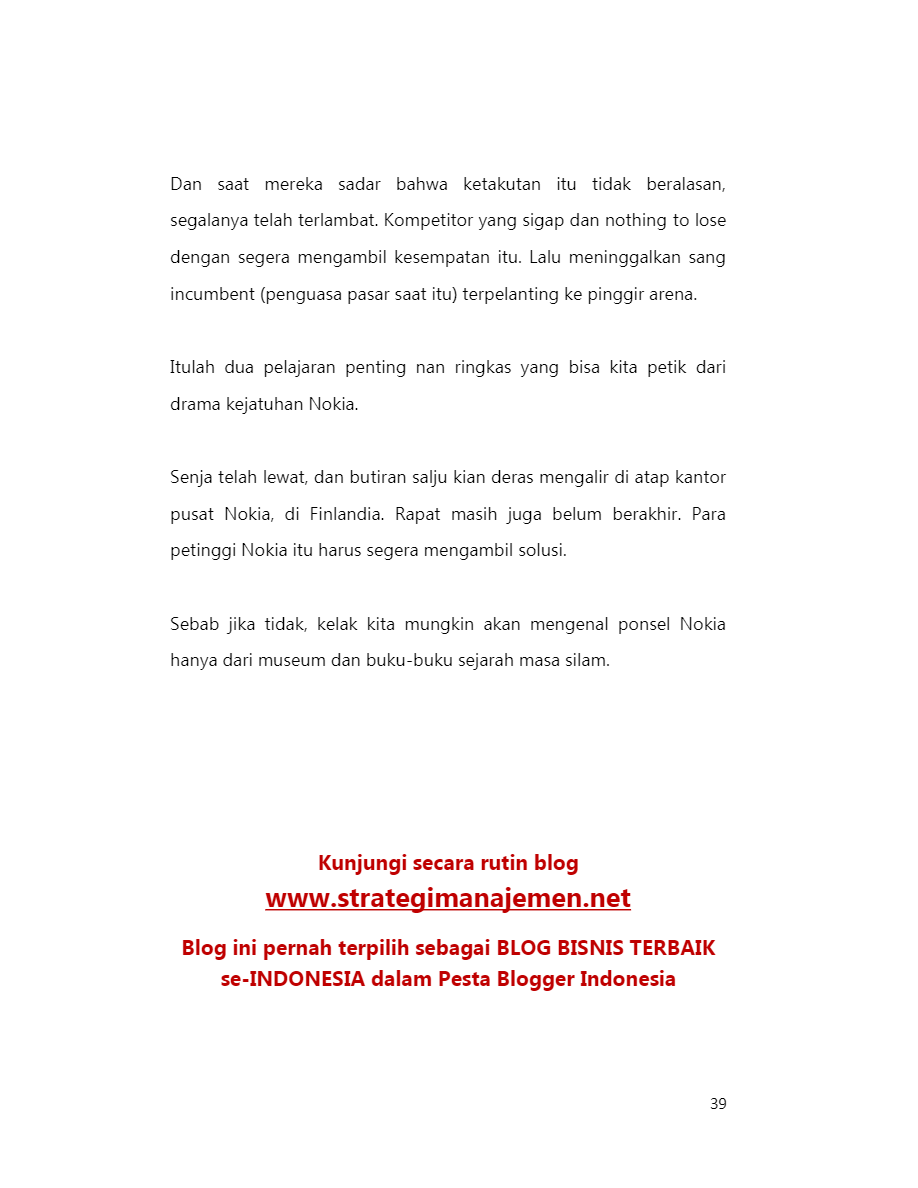 Dan saat mereka sadar bahwa ketakutan itu tidak beralasan,
segalanya telah terlambat. Kompetitor yang sigap dan nothing to lose
dengan segera mengambil kesempatan itu. Lalu meninggalkan sang
incumbent (penguasa pasar saat itu) terpelanting ke pinggir arena.
Itulah dua pelajaran penting nan ringkas yang bisa kita petik dari
drama kejatuhan Nokia.
Senja telah lewat, dan butiran salju kian deras mengalir di atap kantor
pusat Nokia, di Finlandia. Rapat masih juga belum berakhir. Para
petinggi Nokia itu harus segera mengambil solusi.
Sebab jika tidak, kelak kita mungkin akan mengenal ponsel Nokia
hanya dari museum dan buku-buku sejarah masa silam.
Kunjungi secara rutin blog
www.strategimanajemen.net
Blog ini pernah terpilih sebagai BLOG BISNIS TERBAIK
se-INDONESIA dalam Pesta Blogger Indonesia
39